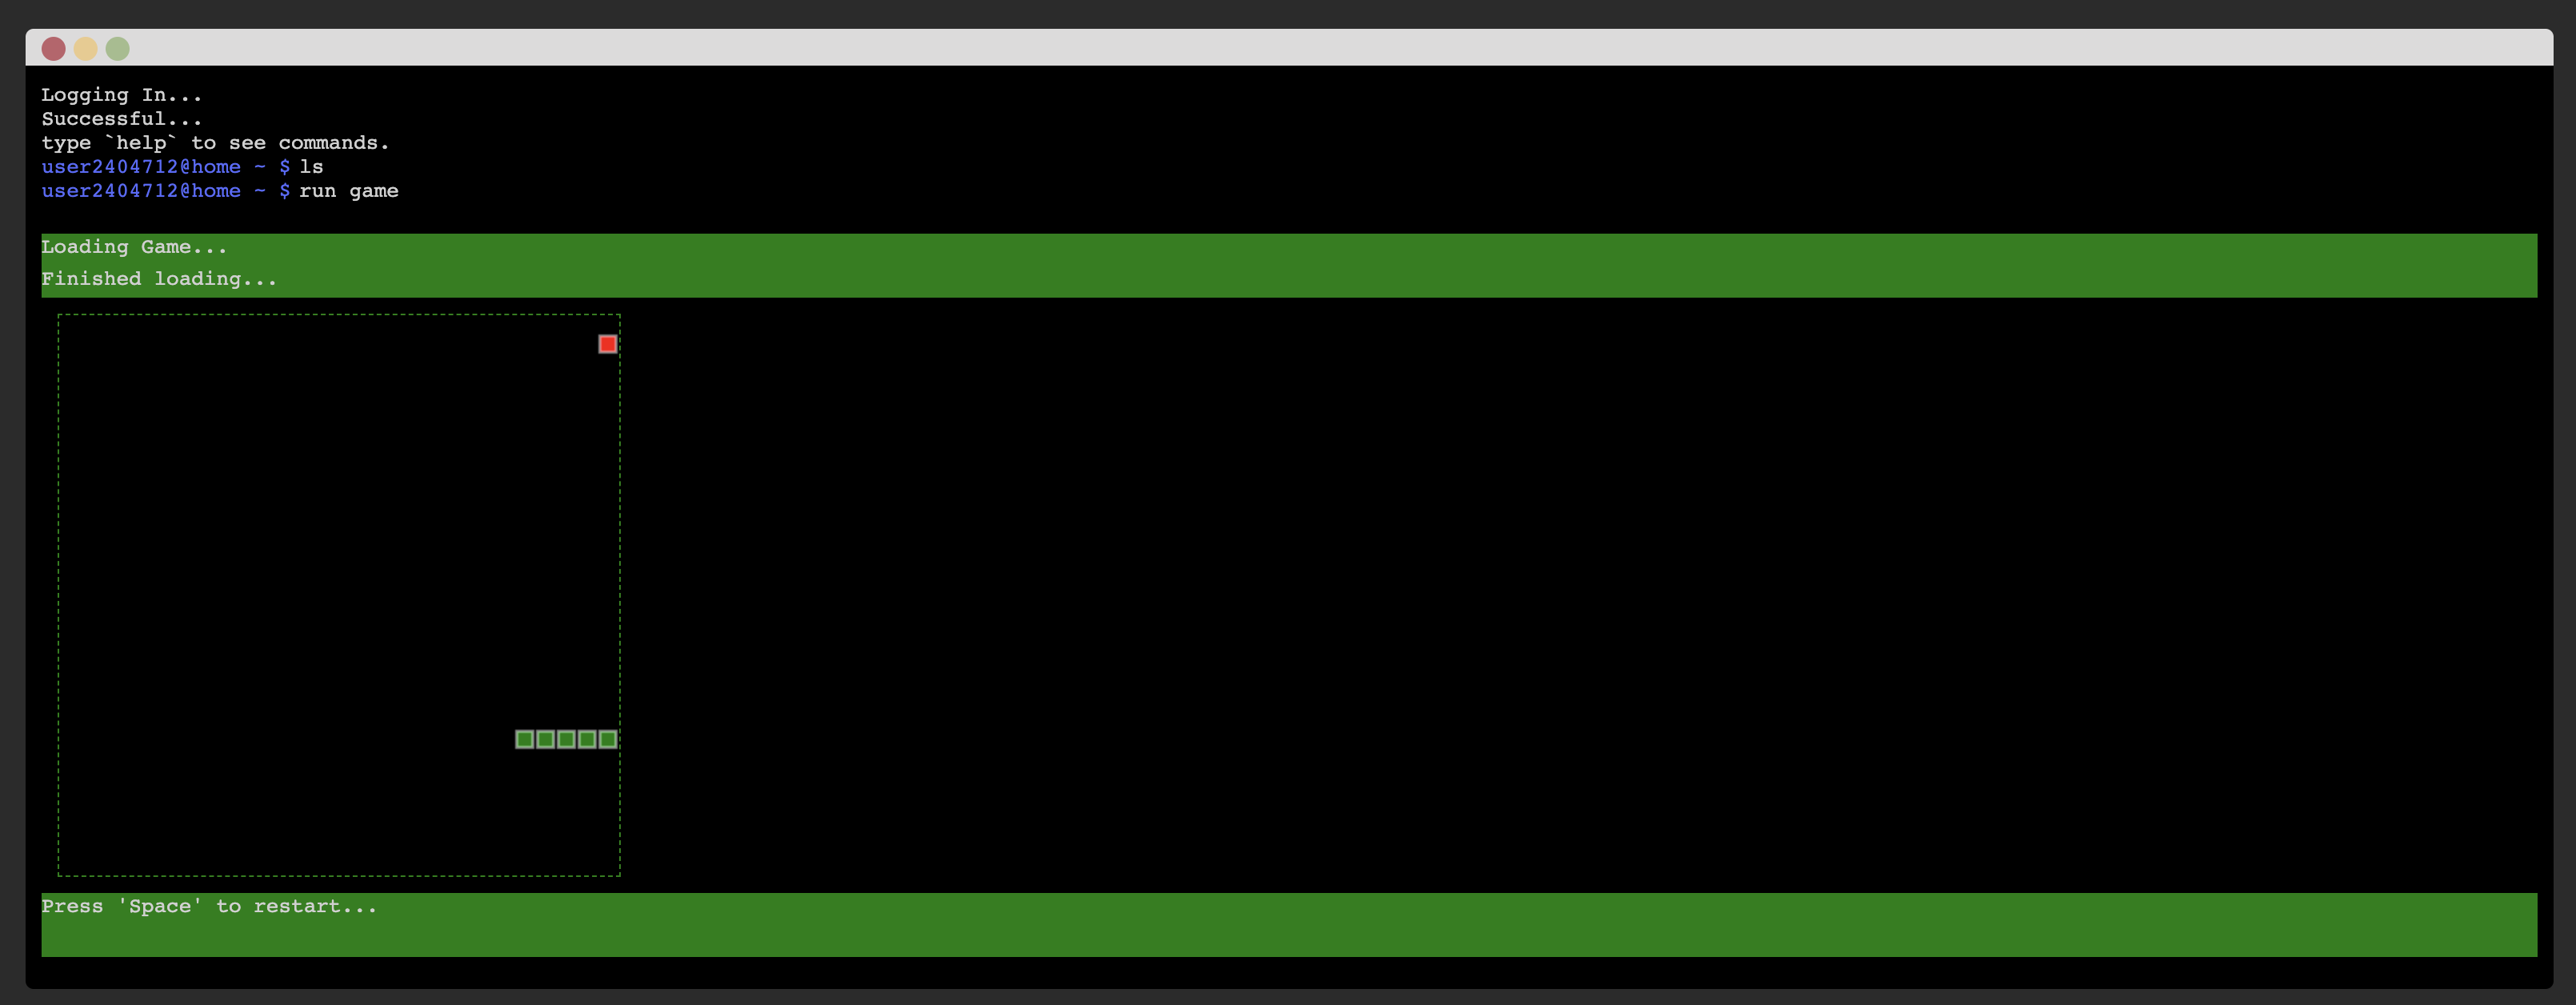 Logging In...
Successful...
type `help` to see commands.
user2404712@home ~ $ ls
user2404712@home ~ $ run game
Loading Game...
Finished loading...
Press 'Space' to restart...